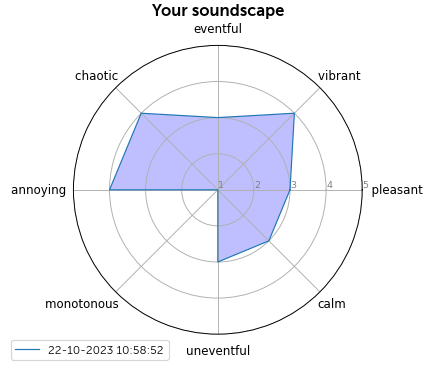 Your soundscape
eventful
chaotic
vibrant
annoying
1 2 3 4 5
pleasant
monotonous
calm
uneventful
22-10-2023 10:58:52